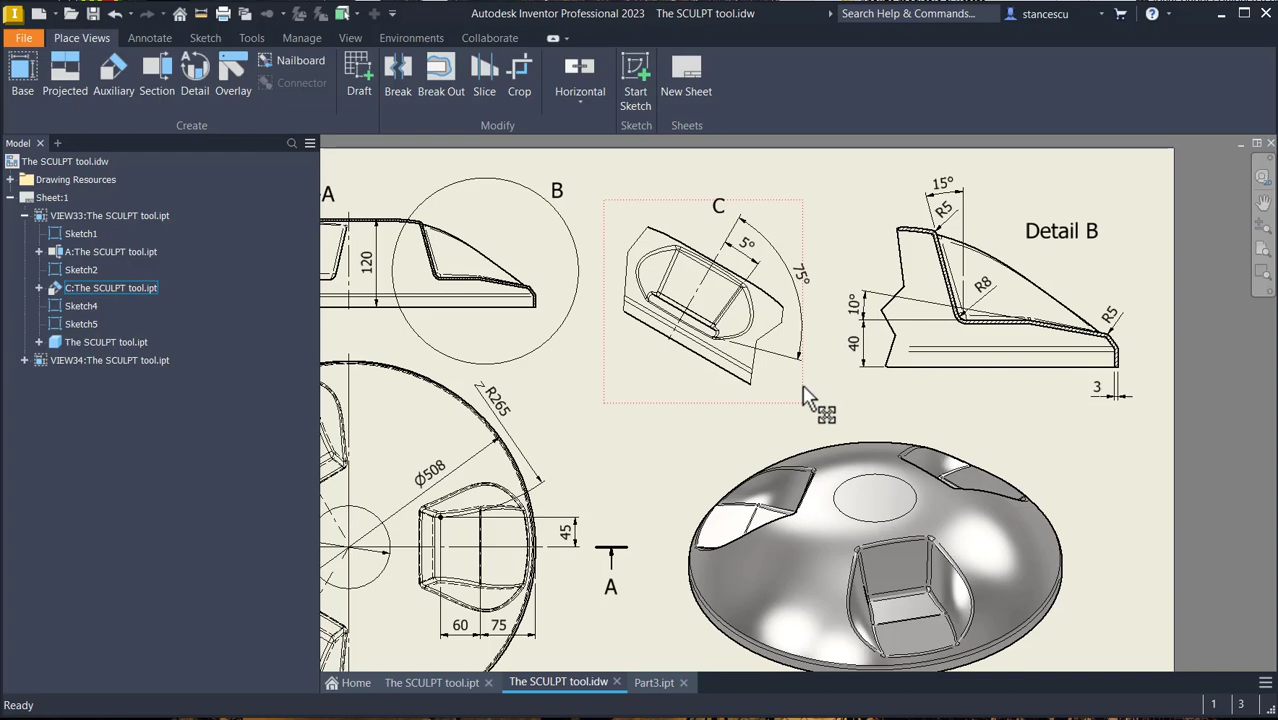 Autodesk Inventor Professional 2023 The SCULPT tool.idw
Search Help & Commands...
stancescu
File
Place Views
Annotate
Sketch
Tools
Manage
View
Environments
Collaborate
Base
Projected
Auxiliary
Section
Detail
Overlay
Nailboard
Connector
Draft
Break
Break Out
Slice
Crop
Horizontal
Start
Sketch
New Sheet
Create
Modify
Sketch
Sheets
Model
The SCULPT tool.idw
Drawing Resources
Sheet:1
VIEW33:The SCULPT tool.ipt
Sketch1
A:The SCULPT tool.ipt
Sketch2
C:The SCULPT tool.ipt
Sketch4
Sketch5
The SCULPT tool.ipt
VIEW34:The SCULPT tool.ipt
-A
B
120
C
5°
75°
15°
R5
Detail B
R8
10°
R5
40
3
R265
Ø508
45
A
60
75
Home
The SCULPT tool.ipt
The SCULPT tool.idw
Part3.ipt
Ready
1
3